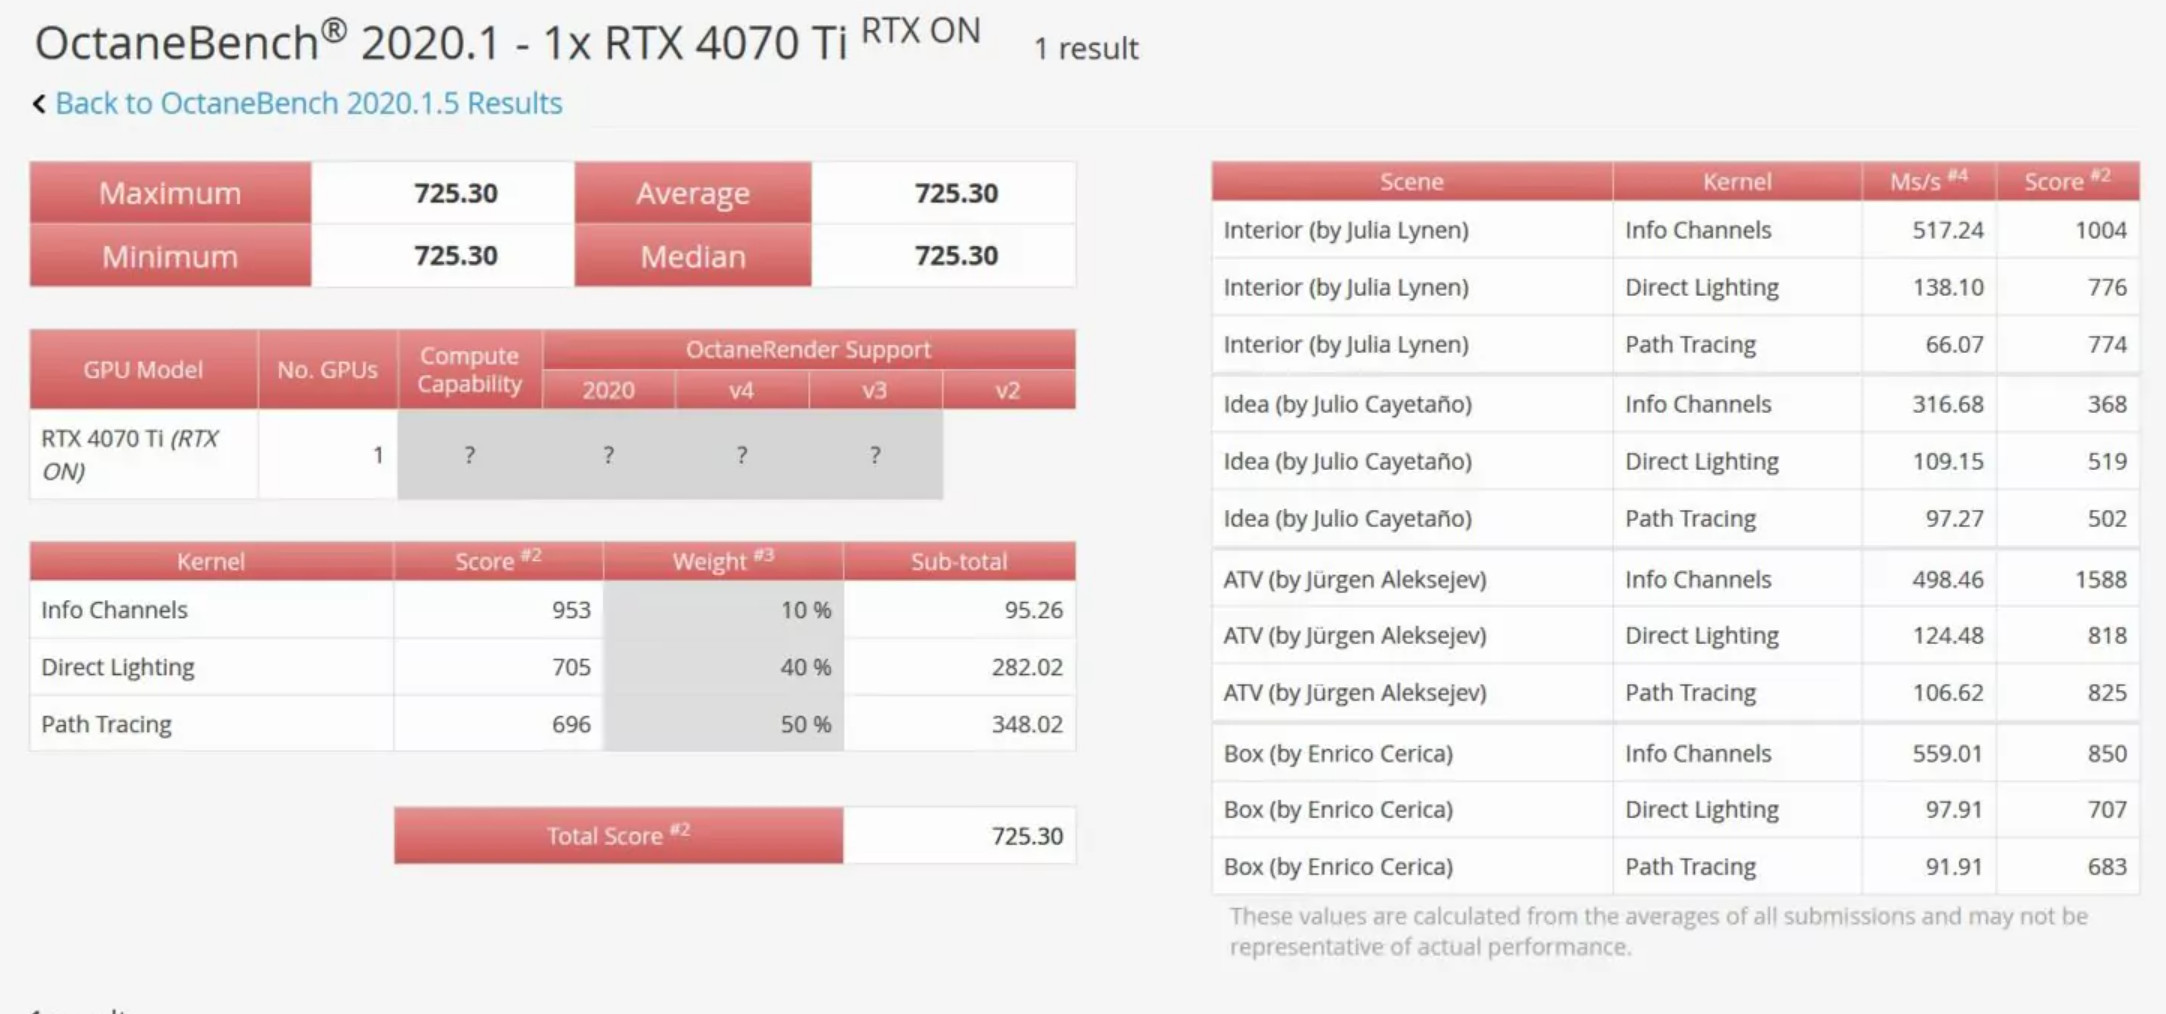 OctaneBench® 2020.1 - 1x RTX 4070 Ti RTX ON 1 result
Back to OctaneBench 2020.1.5 Results
Maximum 725.30 Average 725.30
Minimum 725.30 Median 725.30
GPU Model No. GPUs Compute Capability OctaneRender Support
2020 v4 v3 v2
RTX 4070 Ti (RTX
ON) 1 ? ? ? ?
Kernel Score #2 Weight #3 Sub-total
Info Channels 953 10 % 95.26
Direct Lighting 705 40 % 282.02
Path Tracing 696 50 % 348.02
Total Score #2 725.30
Scene Kernel Ms/s #4 Score #2
Interior (by Julia Lynen) Info Channels 517.24 1004
Interior (by Julia Lynen) Direct Lighting 138.10 776
Interior (by Julia Lynen) Path Tracing 66.07 774
Idea (by Julio Cayetaño) Info Channels 316.68 368
Idea (by Julio Cayetaño) Direct Lighting 109.15 519
Idea (by Julio Cayetaño) Path Tracing 97.27 502
ATV (by Jürgen Aleksejev) Info Channels 498.46 1588
ATV (by Jürgen Aleksejev) Direct Lighting 124.48 818
ATV (by Jürgen Aleksejev) Path Tracing 106.62 825
Box (by Enrico Cerica) Info Channels 559.01 850
Box (by Enrico Cerica) Direct Lighting 97.91 707
Box (by Enrico Cerica) Path Tracing 91.91 683
These values are calculated from the averages of all submissions and may not be
representative of actual performance.